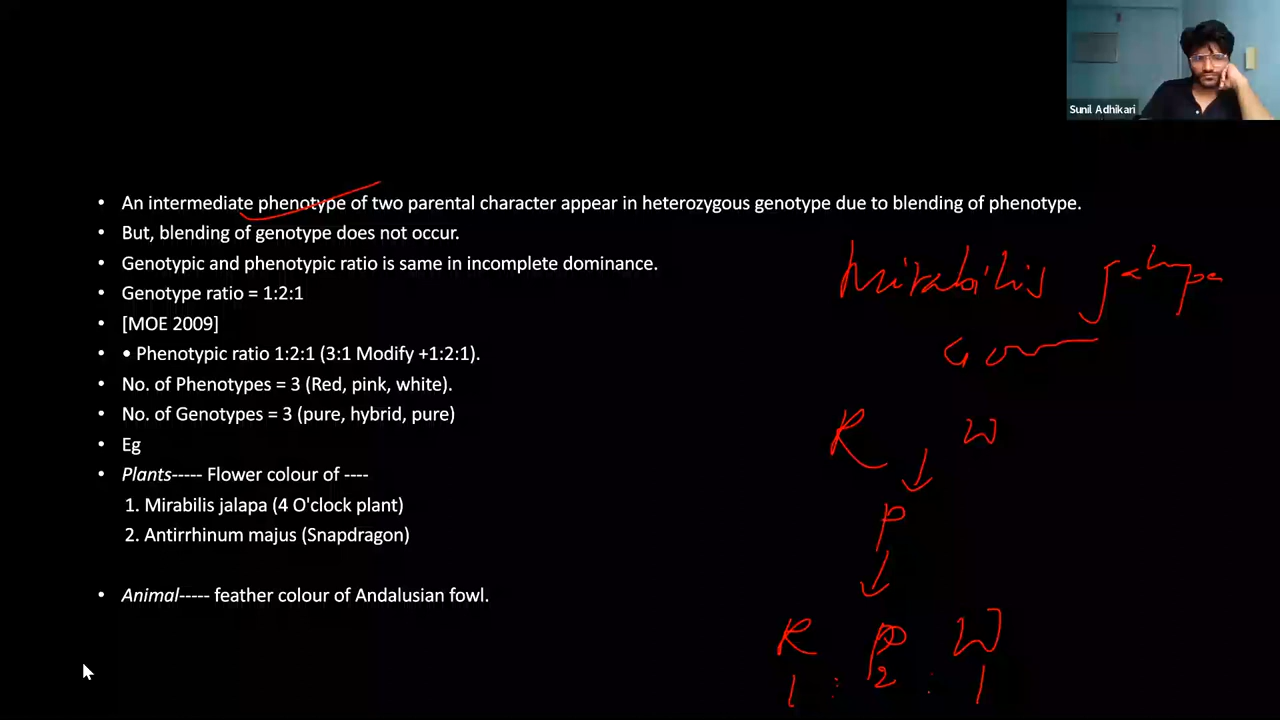 Sunil Adhikari
• An intermediate phenotype of two parental character appear in heterozygous genotype due to blending of phenotype.
• But, blending of genotype does not occur.
• Genotypic and phenotypic ratio is same in incomplete dominance.
• Genotype ratio = 1:2:1
• [MOE 2009]
• • Phenotypic ratio 1:2:1 (3:1 Modify +1:2:1).
• No. of Phenotypes = 3 (Red, pink, white).
• No. of Genotypes = 3 (pure, hybrid, pure)
• Eg
• Plants----- Flower colour of ----
1. Mirabilis jalapa (4 O'clock plant)
2. Antirrhinum majus (Snapdragon)
• Animal----- feather colour of Andalusian fowl.
Mirabilis
R W
P
R P W
1 : 2 : 1